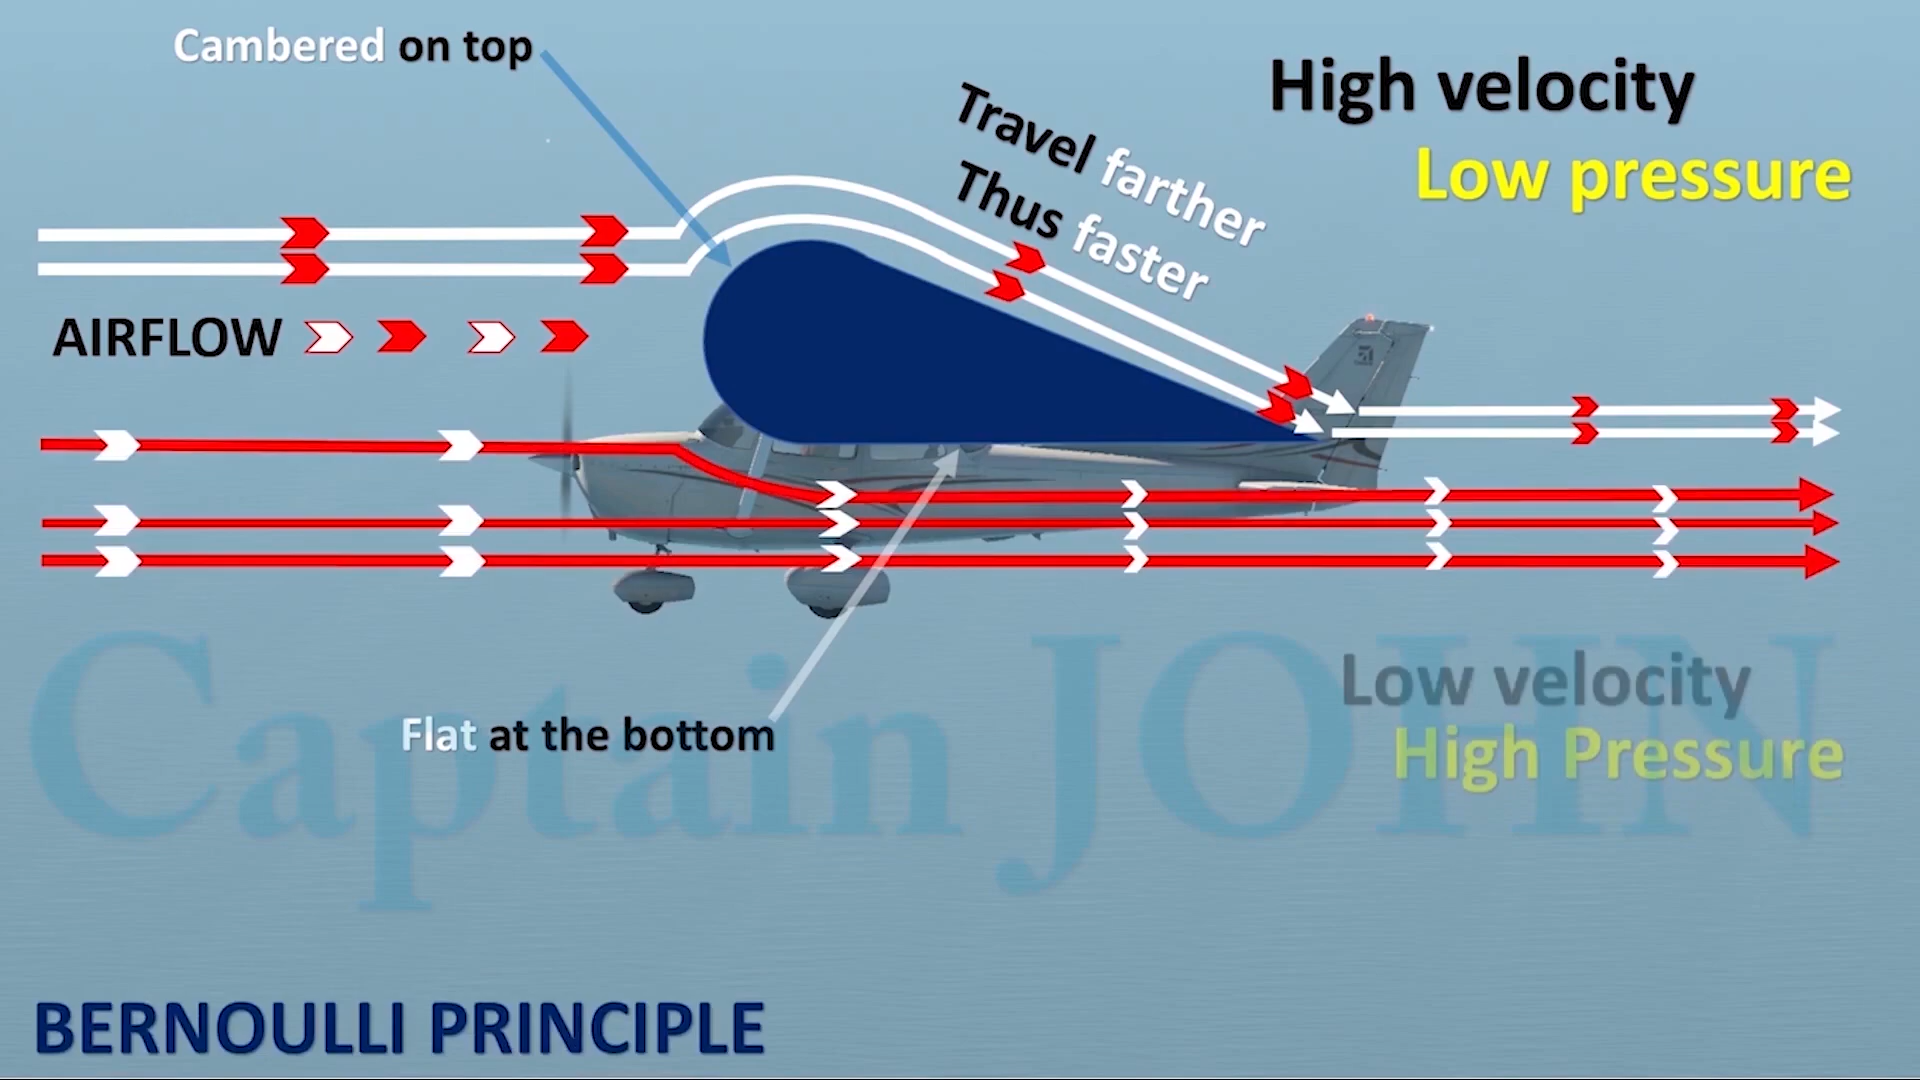 Cambered on top
High velocity
Low pressure
Travel farther
Thus faster
AIRFLOW
Flat at the bottom
Low velocity
High Pressure
Captain JOHN
BERNOULLI PRINCIPLE